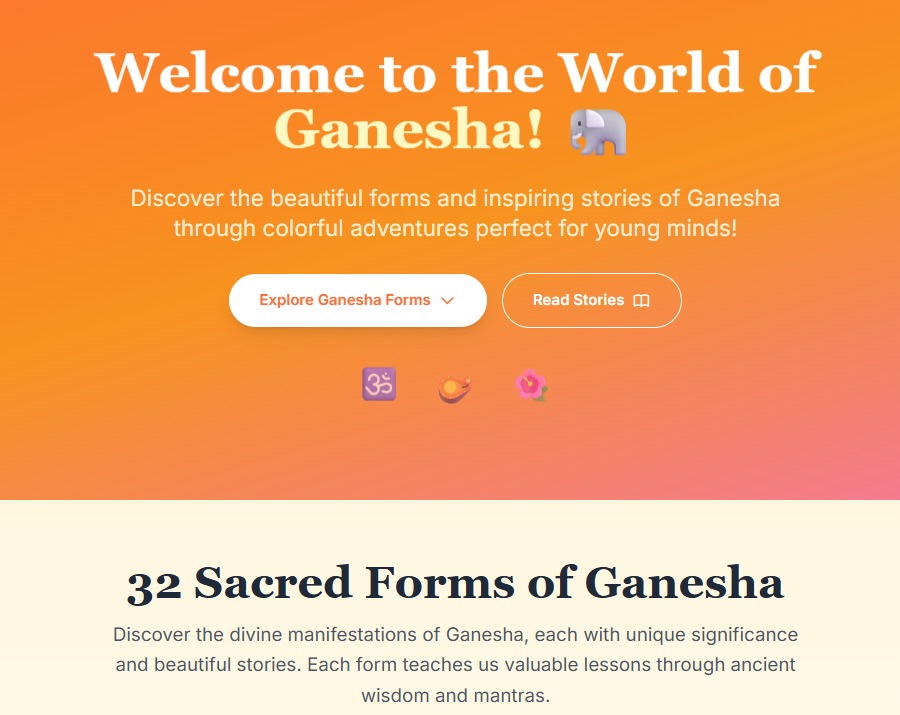 Welcome to the World of
Ganesha! 🐘
Discover the beautiful forms and inspiring stories of Ganesha
through colorful adventures perfect for young minds!
Explore Ganesha Forms
Read Stories
🕉 🪔 🌺
32 Sacred Forms of Ganesha
Discover the divine manifestations of Ganesha, each with unique significance
and beautiful stories. Each form teaches us valuable lessons through ancient
wisdom and mantras.